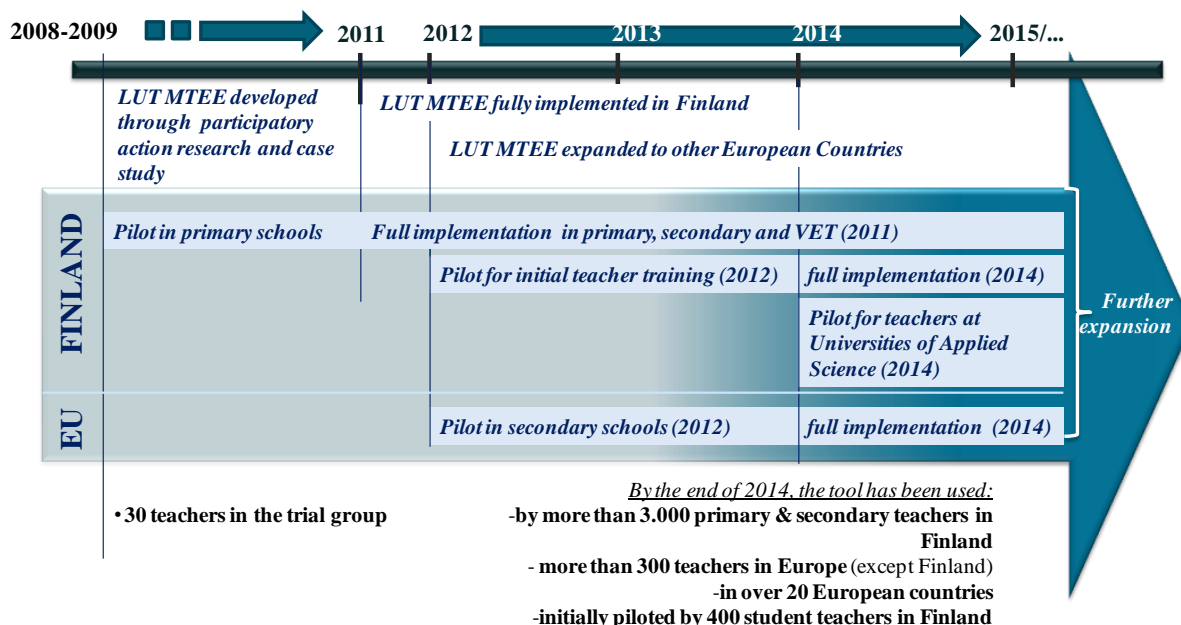 2008-2009
2011
2012
2013
2014
2015/...
LUT MTEE developed
through participatory
action research and case
study
LUT MTEE fully implemented in Finland
LUT MTEE expanded to other European Countries
FINLAND
Pilot in primary schools
Full implementation in primary, secondary and VET (2011)
Pilot for initial teacher training (2012)
full implementation (2014)
Pilot for teachers at
Universities of Applied
Science (2014)
Further
expansion
EU
Pilot in secondary schools (2012)
full implementation (2014)
• 30 teachers in the trial group
By the end of 2014, the tool has been used:
-by more than 3.000 primary & secondary teachers in
Finland
- more than 300 teachers in Europe (except Finland)
-in over 20 European countries
-initially piloted by 400 student teachers in Finland